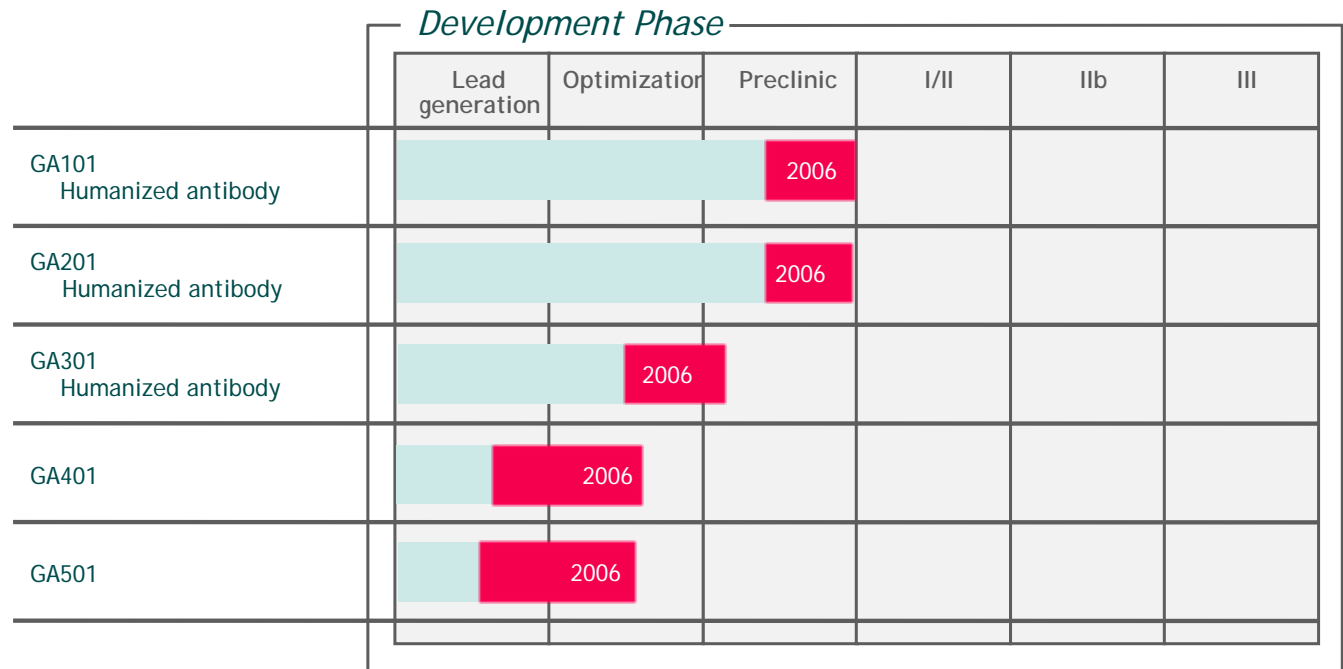 Development Phase
Lead
generation
Optimization
Preclinic
I/II
IIb
III
GA101
Humanized antibody
2006
GA201
Humanized antibody
2006
GA301
Humanized antibody
2006
GA401
2006
GA501
2006